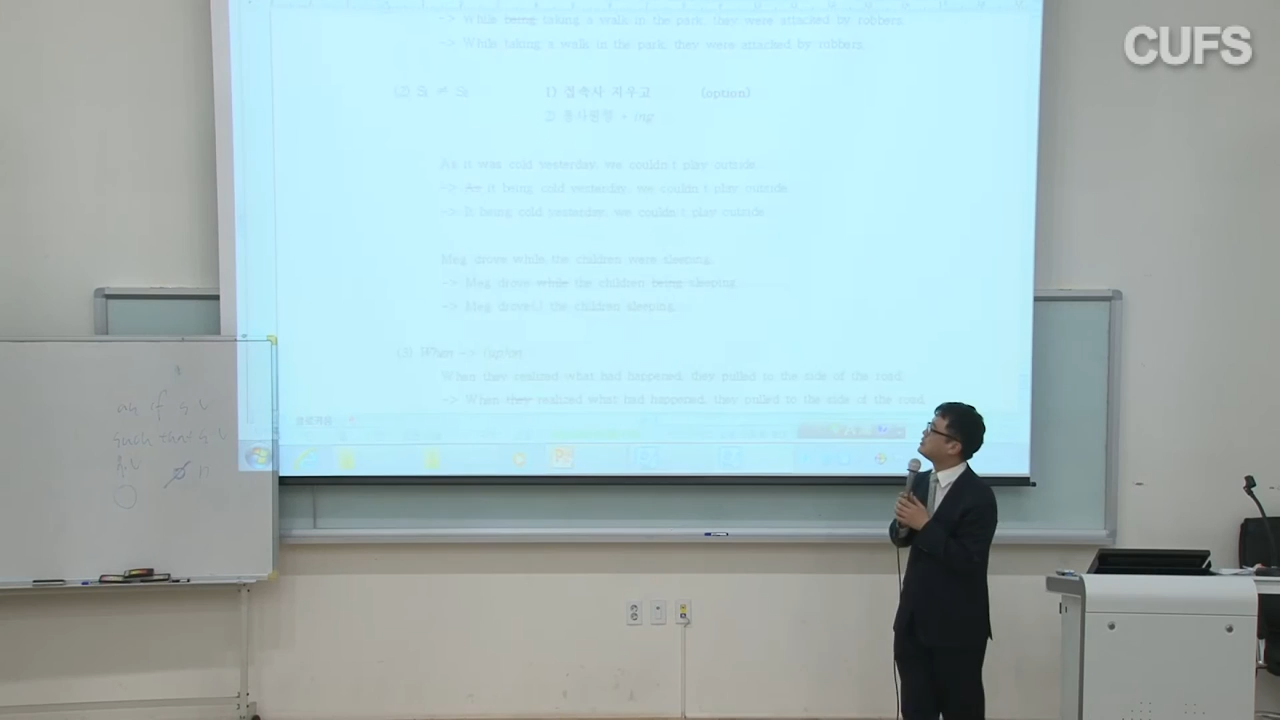 CUFS
-> While being taking a walk in the park, they were attached by robbers.
-> While taking a walk in the park, they were attached by robbers.
(2) S₁ ≠ S₂ 1) 접속사 지우고 (option)
2) 동사원형 + ing
As it was cold yesterday, we couldn't play outside.
-> As it being cold yesterday, we couldn't play outside.
-> It being cold yesterday, we couldn't play outside.
Meg drove while the children were sleeping.
-> Meg drove while the children being sleeping.
-> Meg drove(,) the children sleeping.
(3) When -> (up)on
When they realized what had happened, they pulled to the side of the road.
-> When they realized what had happened, they pulled to the side of the road.
as if s.v
such that s.v
n